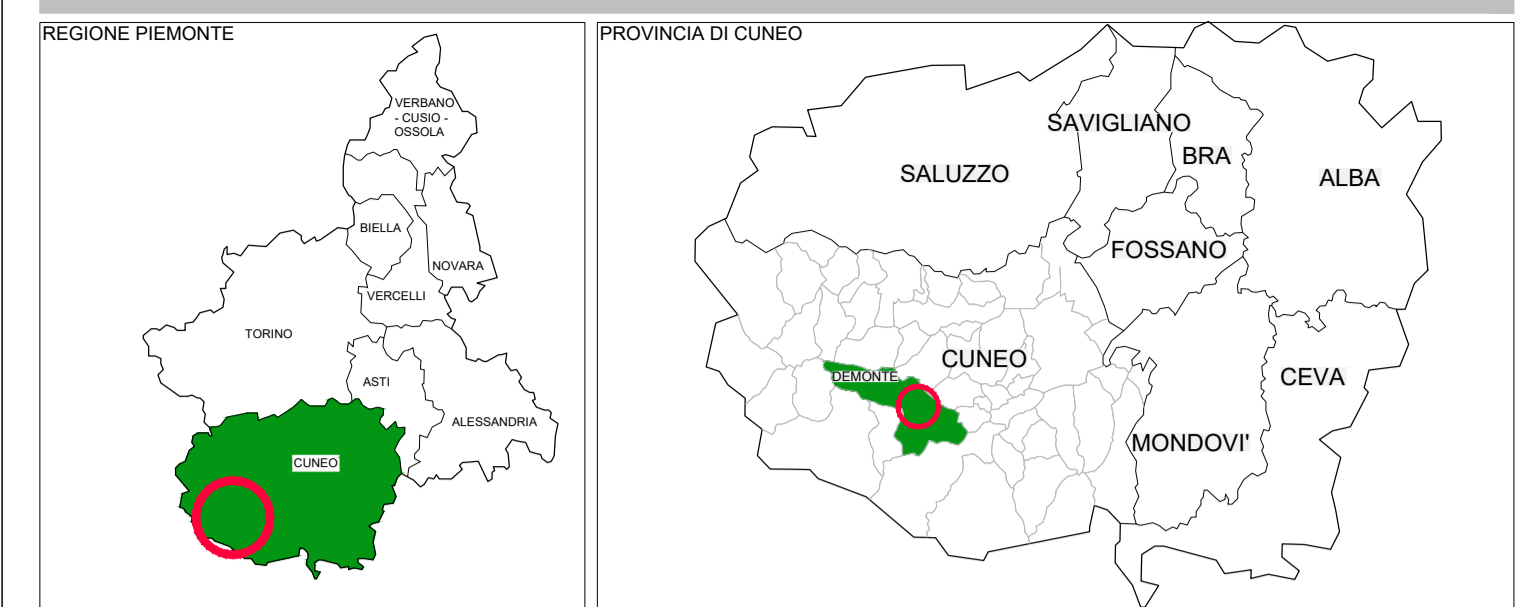 REGIONE PIEMONTE
VERBANO
- CUSIO -
OSSOLA
BIELLA
NOVARA
VERCELLI
TORINO
ASTI
ALESSANDRIA
CUNEO
PROVINCIA DI CUNEO
SAVIGLIANO
BRA
SALUZZO
ALBA
FOSSANO
CUNEO
DEMONTE
CEVA
MONDOVI'